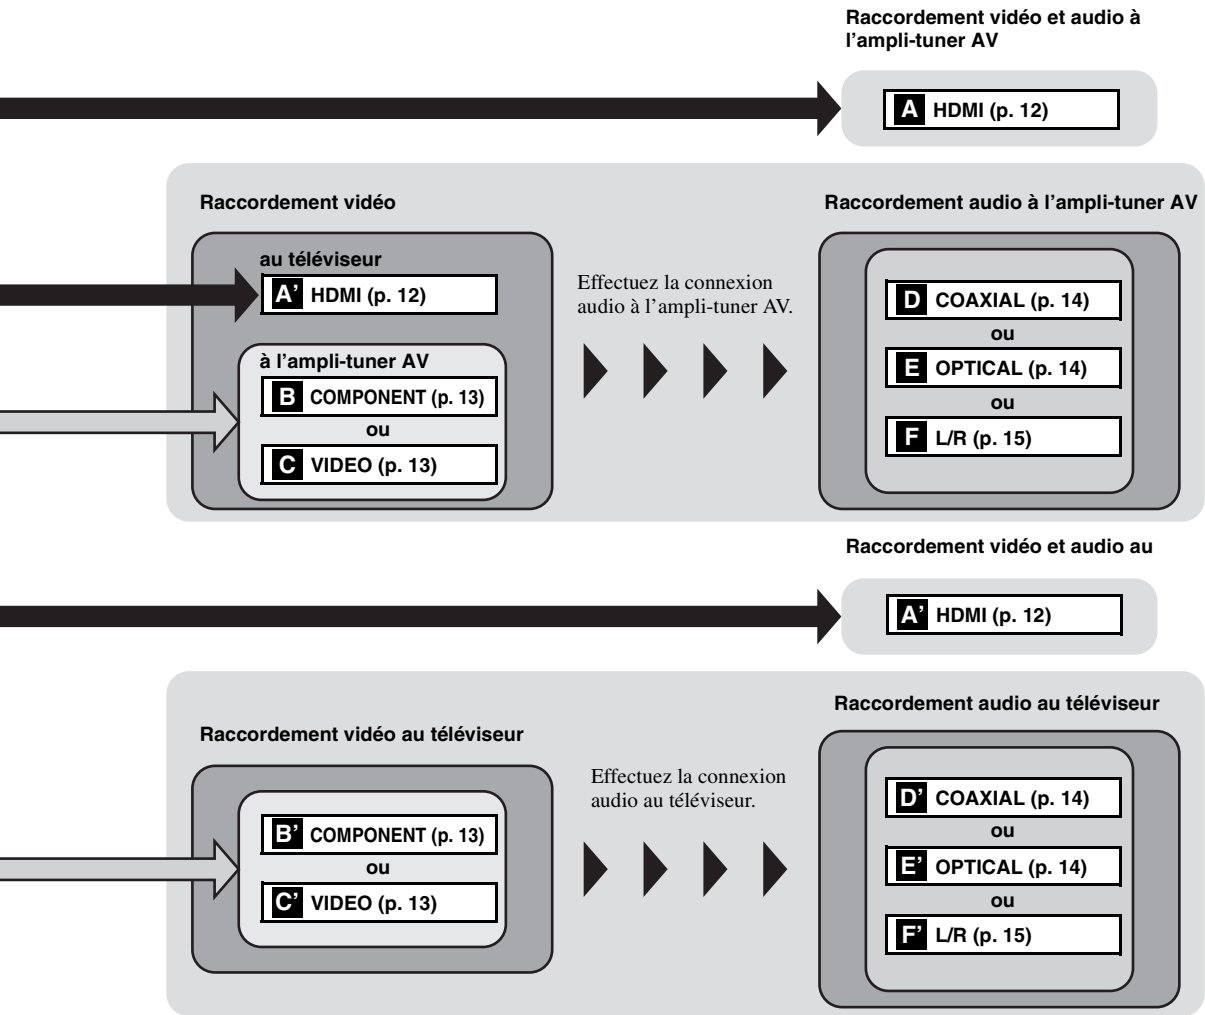 Raccordement vidéo et audio à
l’ampli-tuner AV
A HDMI (p. 12)
Raccordement vidéo
au téléviseur
A’ HDMI (p. 12)
à l’ampli-tuner AV
B COMPONENT (p. 13)
ou
C VIDEO (p. 13)
Effectuez la connexion
audio à l’ampli-tuner AV.
Raccordement audio à l’ampli-tuner AV
D COAXIAL (p. 14)
ou
E OPTICAL (p. 14)
ou
F L/R (p. 15)
Raccordement vidéo et audio au
A’ HDMI (p. 12)
Raccordement vidéo au téléviseur
B’ COMPONENT (p. 13)
ou
C’ VIDEO (p. 13)
Effectuez la connexion
audio au téléviseur.
Raccordement audio au téléviseur
D’ COAXIAL (p. 14)
ou
E’ OPTICAL (p. 14)
ou
F’ L/R (p. 15)